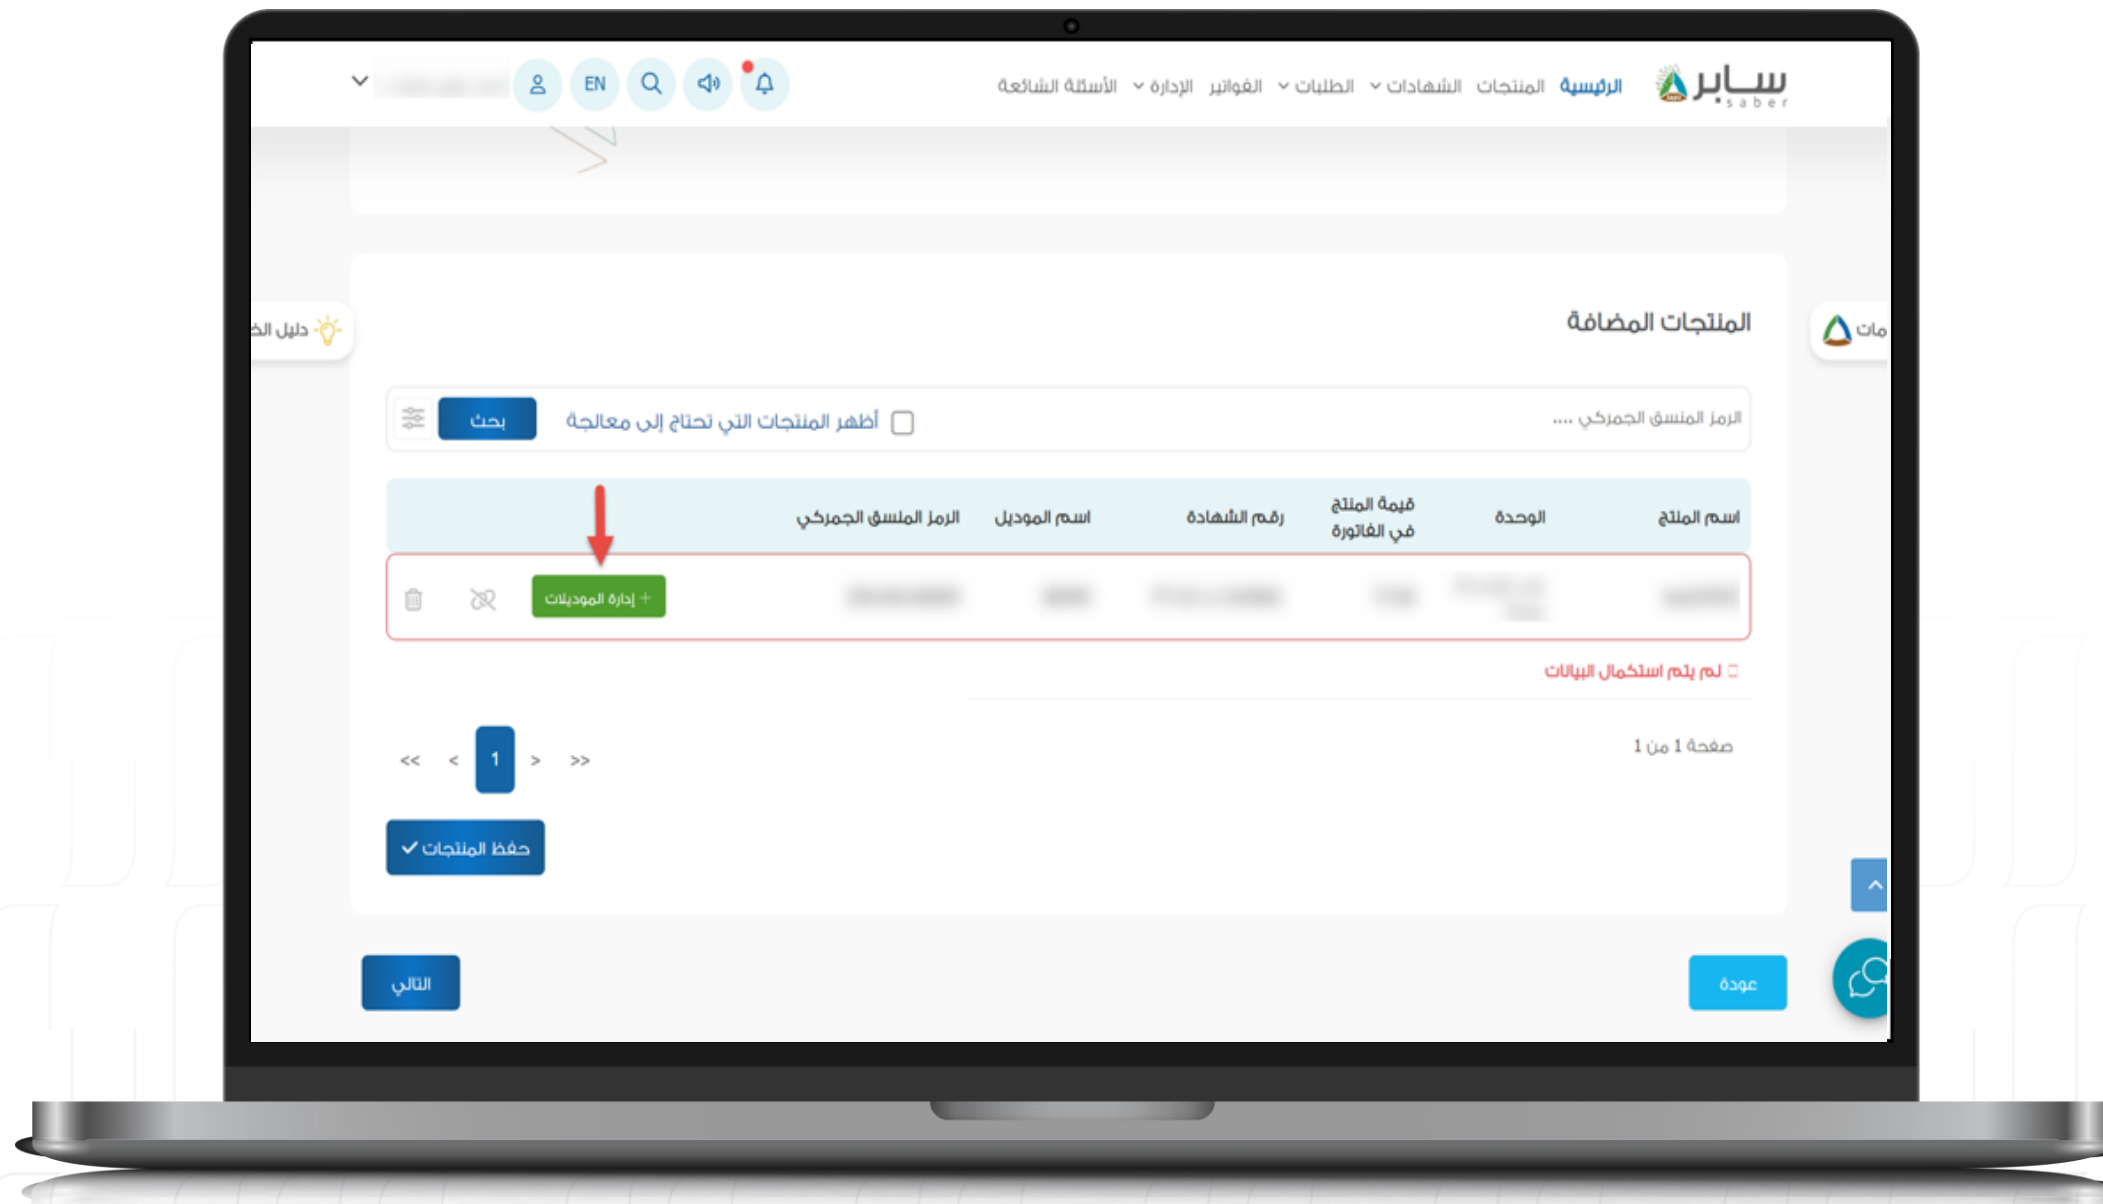 سابر
saber
الرئيسية المنتجات الشهادات الطلبات الفواتير الإدارة الأسئلة الشائعة
EN
مات
دليل الخ
المنتجات المضافة
الرمز المنسق الجمركي ....
أظهر المنتجات التي تحتاج إلى معالجة
بحث
اسم المنتج
الوحدة
قيمة المنتج
في الفاتورة
رقم الشهادة
اسم الموديل
الرمز المنسق الجمركي
+ إدارة الموديلات
لم يتم استكمال البيانات
صفحة 1 من 1
<< < 1 > >>
حفظ المنتجات
عودة
التالي